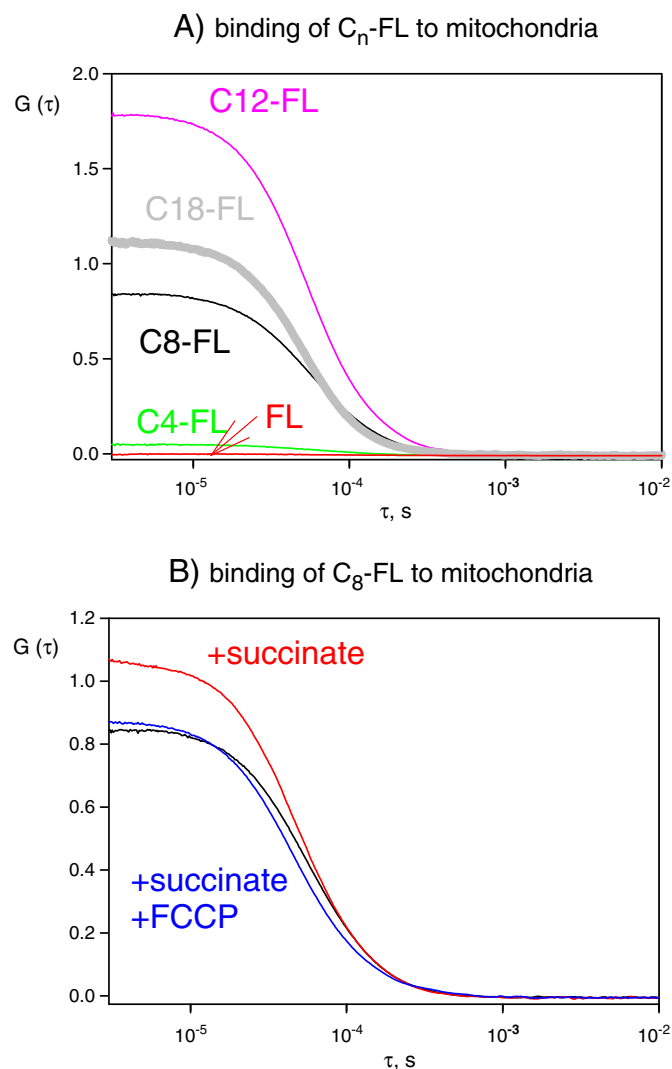 A) binding of Cn-FL to mitochondria
G (τ)
2.0
1.5
1.0
0.5
0.0
C12-FL
C18-FL
C8-FL
C4-FL
FL
10-5
10-4
10-3
10-2
τ, s
B) binding of C8-FL to mitochondria
G (τ)
1.2
1.0
0.8
0.6
0.4
0.2
0.0
+succinate
+succinate
+FCCP
10-5
10-4
10-3
10-2
τ, s